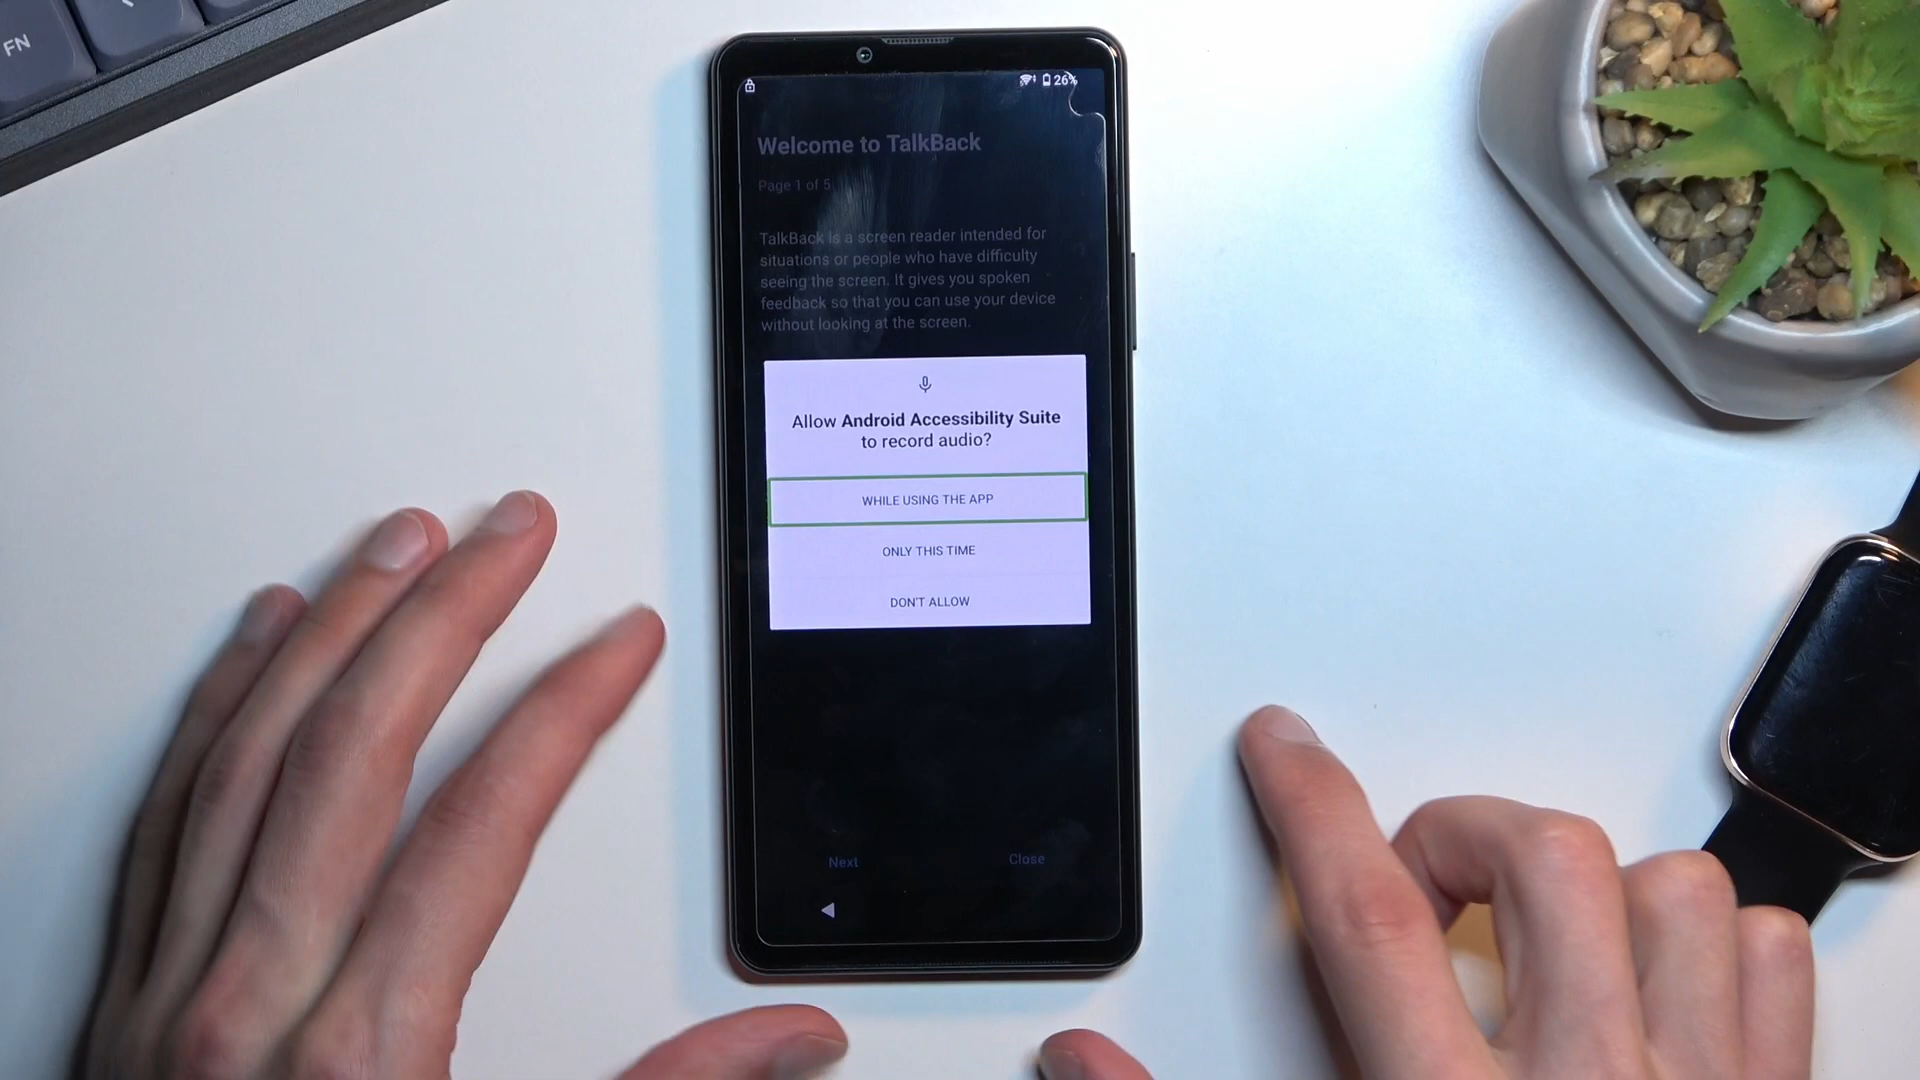 FN
26%
Welcome to TalkBack
Page 1 of 5
TalkBack is a screen reader intended for
situations or people who have difficulty
seeing the screen. It gives you spoken
feedback so that you can use your device
without looking at the screen.
Allow Android Accessibility Suite
to record audio?
WHILE USING THE APP
ONLY THIS TIME
DON'T ALLOW
Next
Close